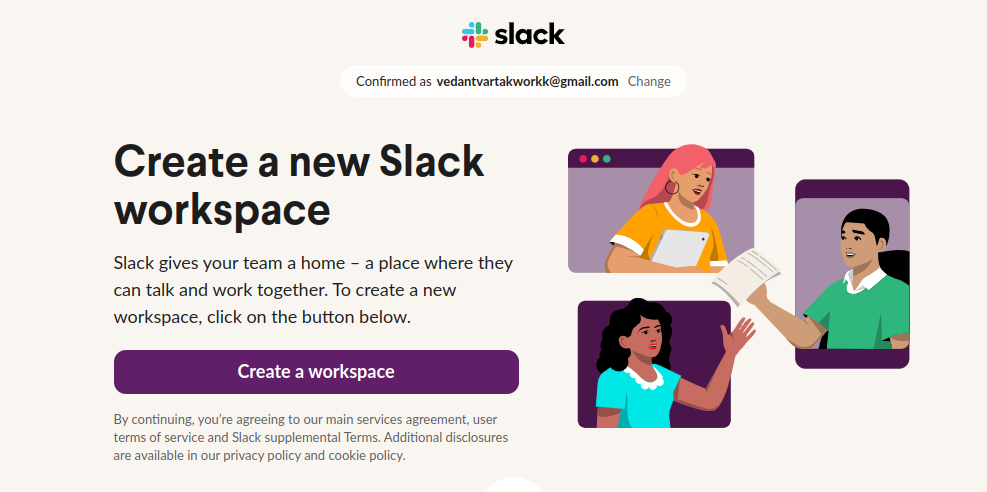 slack
Confirmed as vedantvartakworkk@gmail.com Change
Create a new Slack
workspace
Slack gives your team a home – a place where they
can talk and work together. To create a new
workspace, click on the button below.
Create a workspace
By continuing, you're agreeing to our main services agreement, user
terms of service and Slack supplemental Terms. Additional disclosures
are available in our privacy policy and cookie policy.